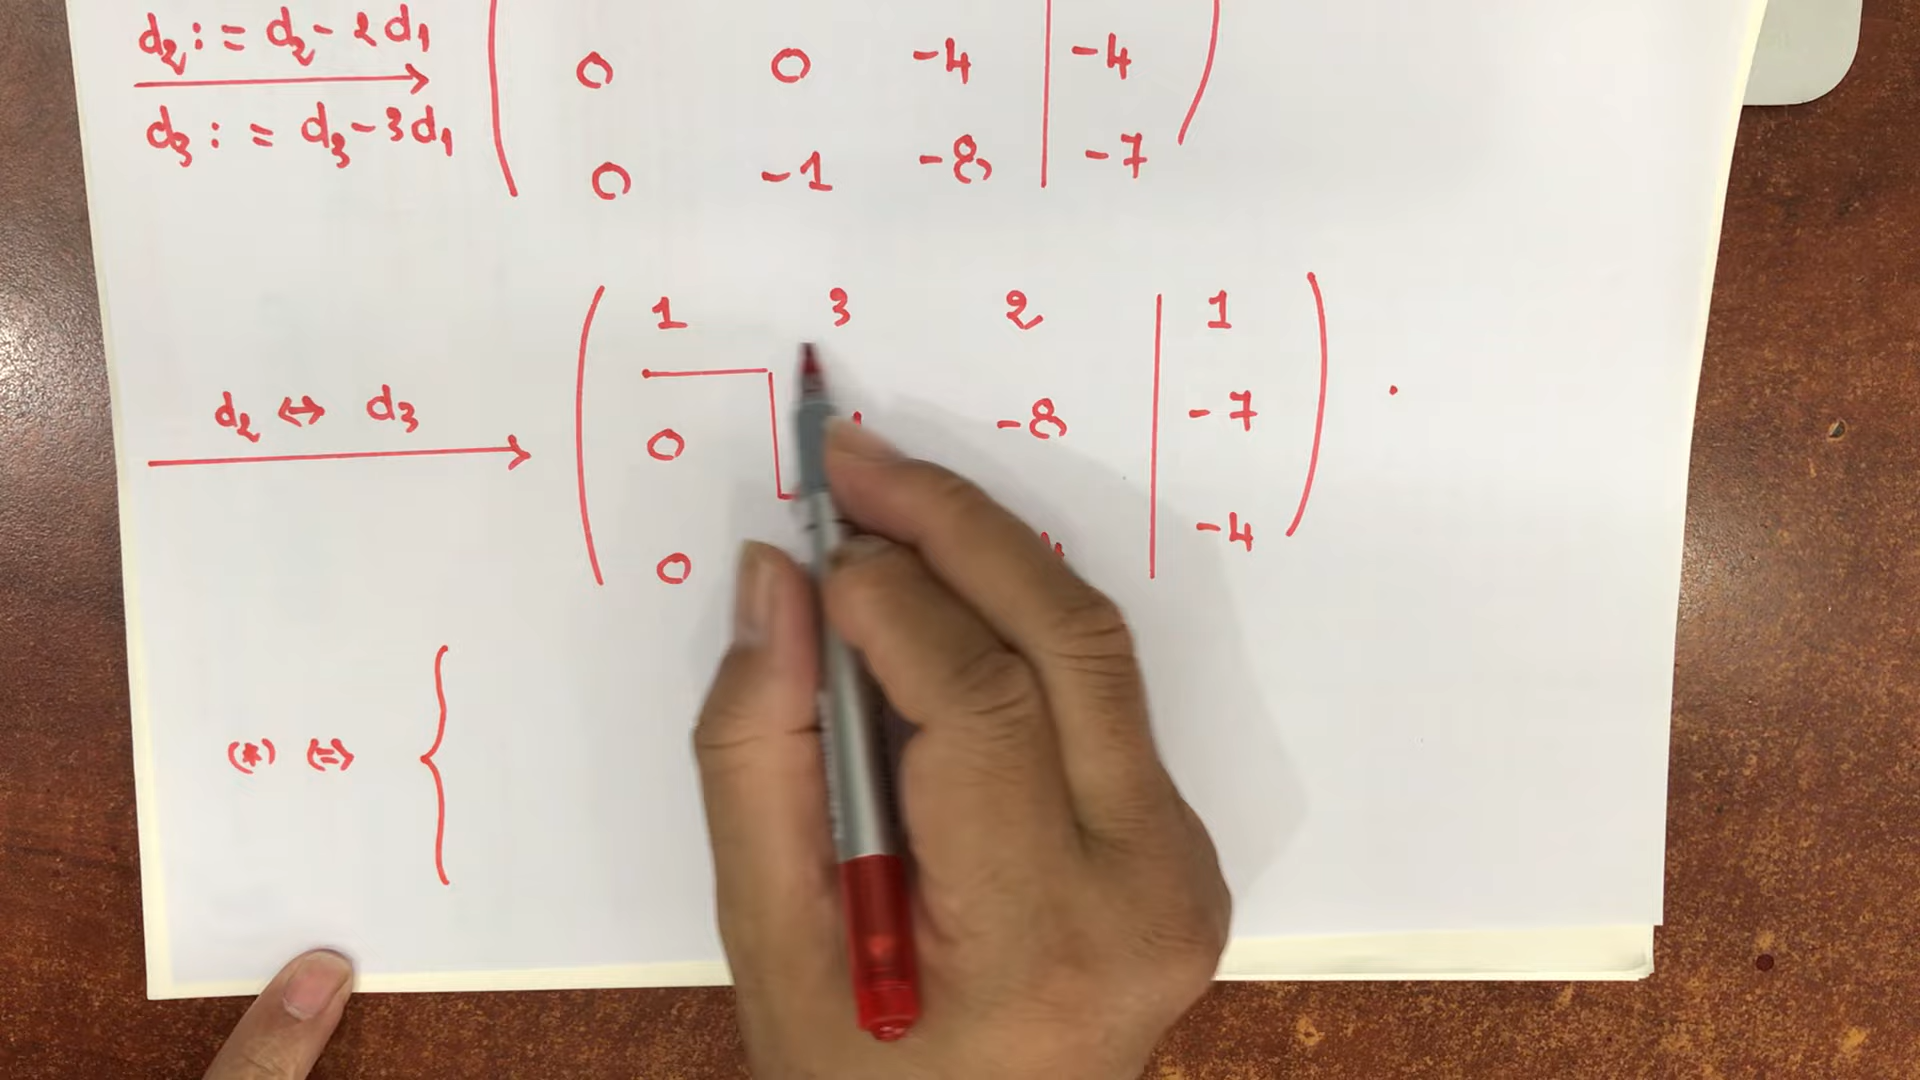 d₂ := d₂ - 2d₁
d₃ := d₃ - 3d₁
0 0 -4 | -4
0 -1 -8 | -7
1 3 2 | 1
d₂ ↔ d₃
0 -8 | -7
0 | -4
(*) ⇔ {